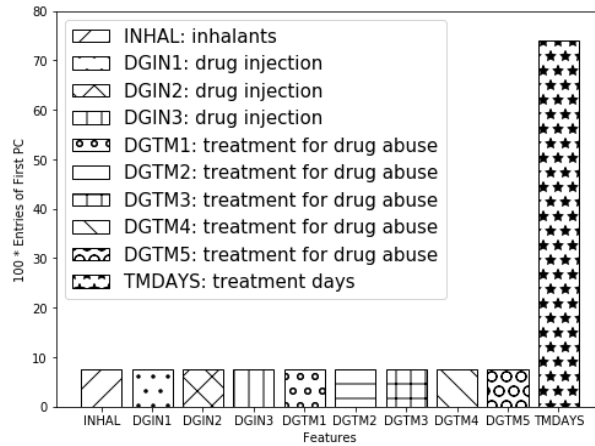 80
70
60
50
40
30
20
10
0
100 * Entries of First PC
INHAL: inhalants
DGIN1: drug injection
DGIN2: drug injection
DGIN3: drug injection
DGTM1: treatment for drug abuse
DGTM2: treatment for drug abuse
DGTM3: treatment for drug abuse
DGTM4: treatment for drug abuse
DGTM5: treatment for drug abuse
TMDAYS: treatment days
INHAL DGIN1 DGIN2 DGIN3 DGTM1 DGTM2 DGTM3 DGTM4 DGTM5 TMDAYS
Features